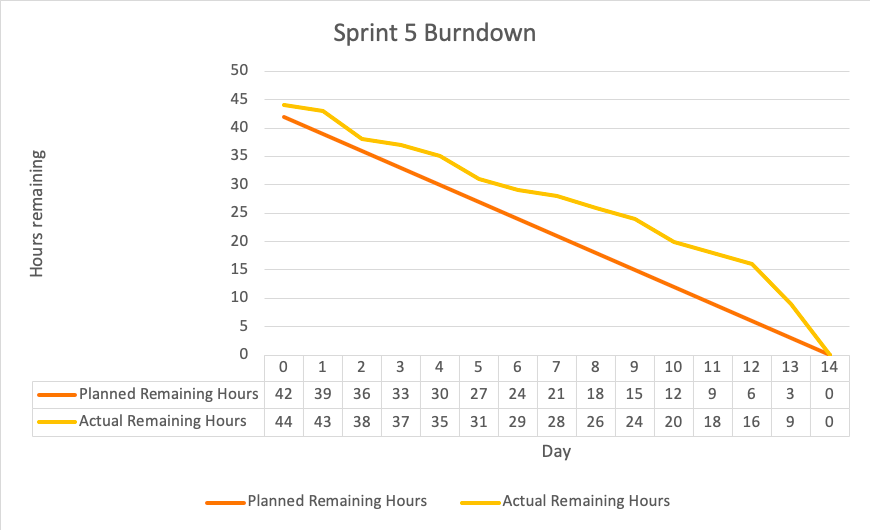 Sprint 5 Burndown
Hours remaining
50
45
40
35
30
25
20
15
10
5
0
0 1 2 3 4 5 6 7 8 9 10 11 12 13 14
Planned Remaining Hours 42 39 36 33 30 27 24 21 18 15 12 9 6 3 0
Actual Remaining Hours 44 43 38 37 35 31 29 28 26 24 20 18 16 9 0
Day
Planned Remaining Hours Actual Remaining Hours